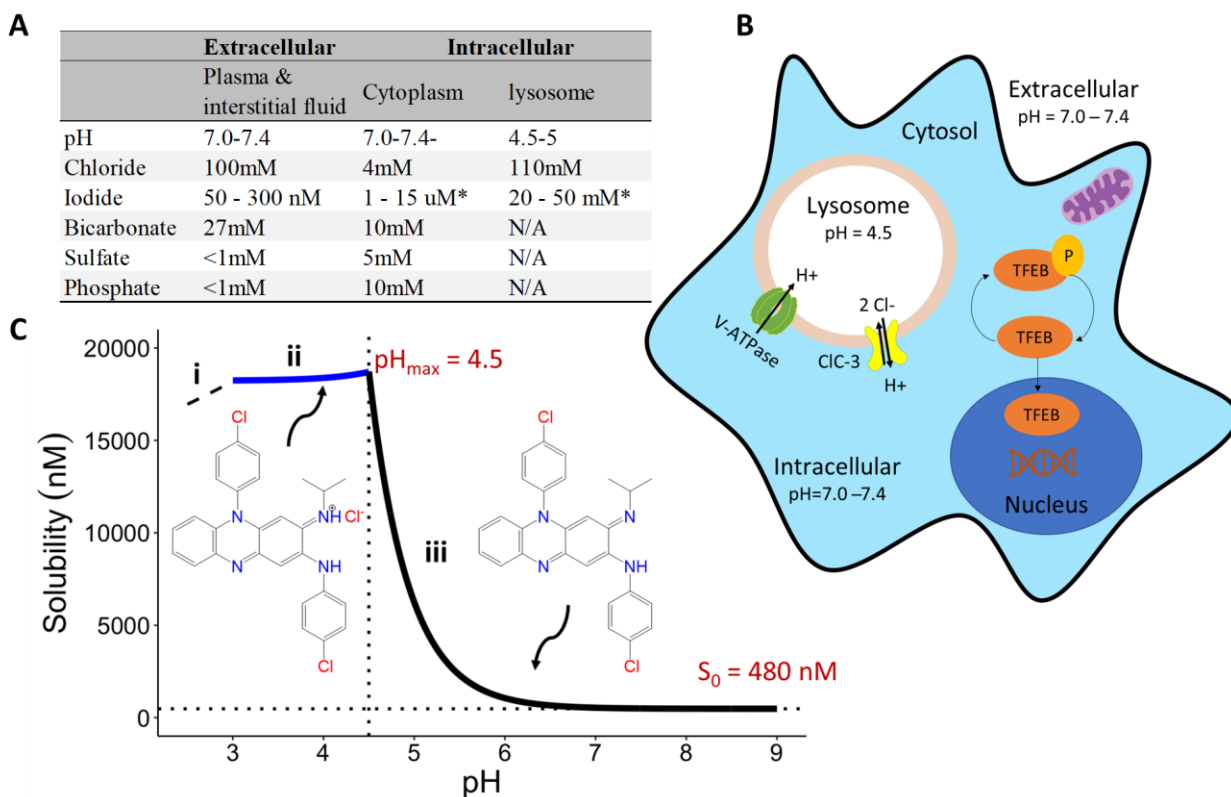 A
Extracellular Intracellular
Plasma &
interstitial fluid Cytoplasm lysosome
pH 7.0-7.4 7.0-7.4- 4.5-5
Chloride 100mM 4mM 110mM
Iodide 50 - 300 nM 1 - 15 uM* 20 - 50 mM*
Bicarbonate 27mM 10mM N/A
Sulfate <1mM 5mM N/A
Phosphate <1mM 10mM N/A
B
Extracellular
pH = 7.0 – 7.4
Cytosol
Lysosome
pH = 4.5
H+
V-ATPase
2 Cl-
ClC-3
H+
P
TFEB
TFEB
TFEB
Nucleus
Intracellular
pH=7.0 –7.4
C
Solubility (nM)
20000
15000
10000
5000
0
i
ii
iii
pHmax = 4.5
S0 = 480 nM
Cl
N
NH
+
Cl-
N
NH
Cl
Cl
N
N
N
NH
Cl
3 4 5 6 7 8 9
pH